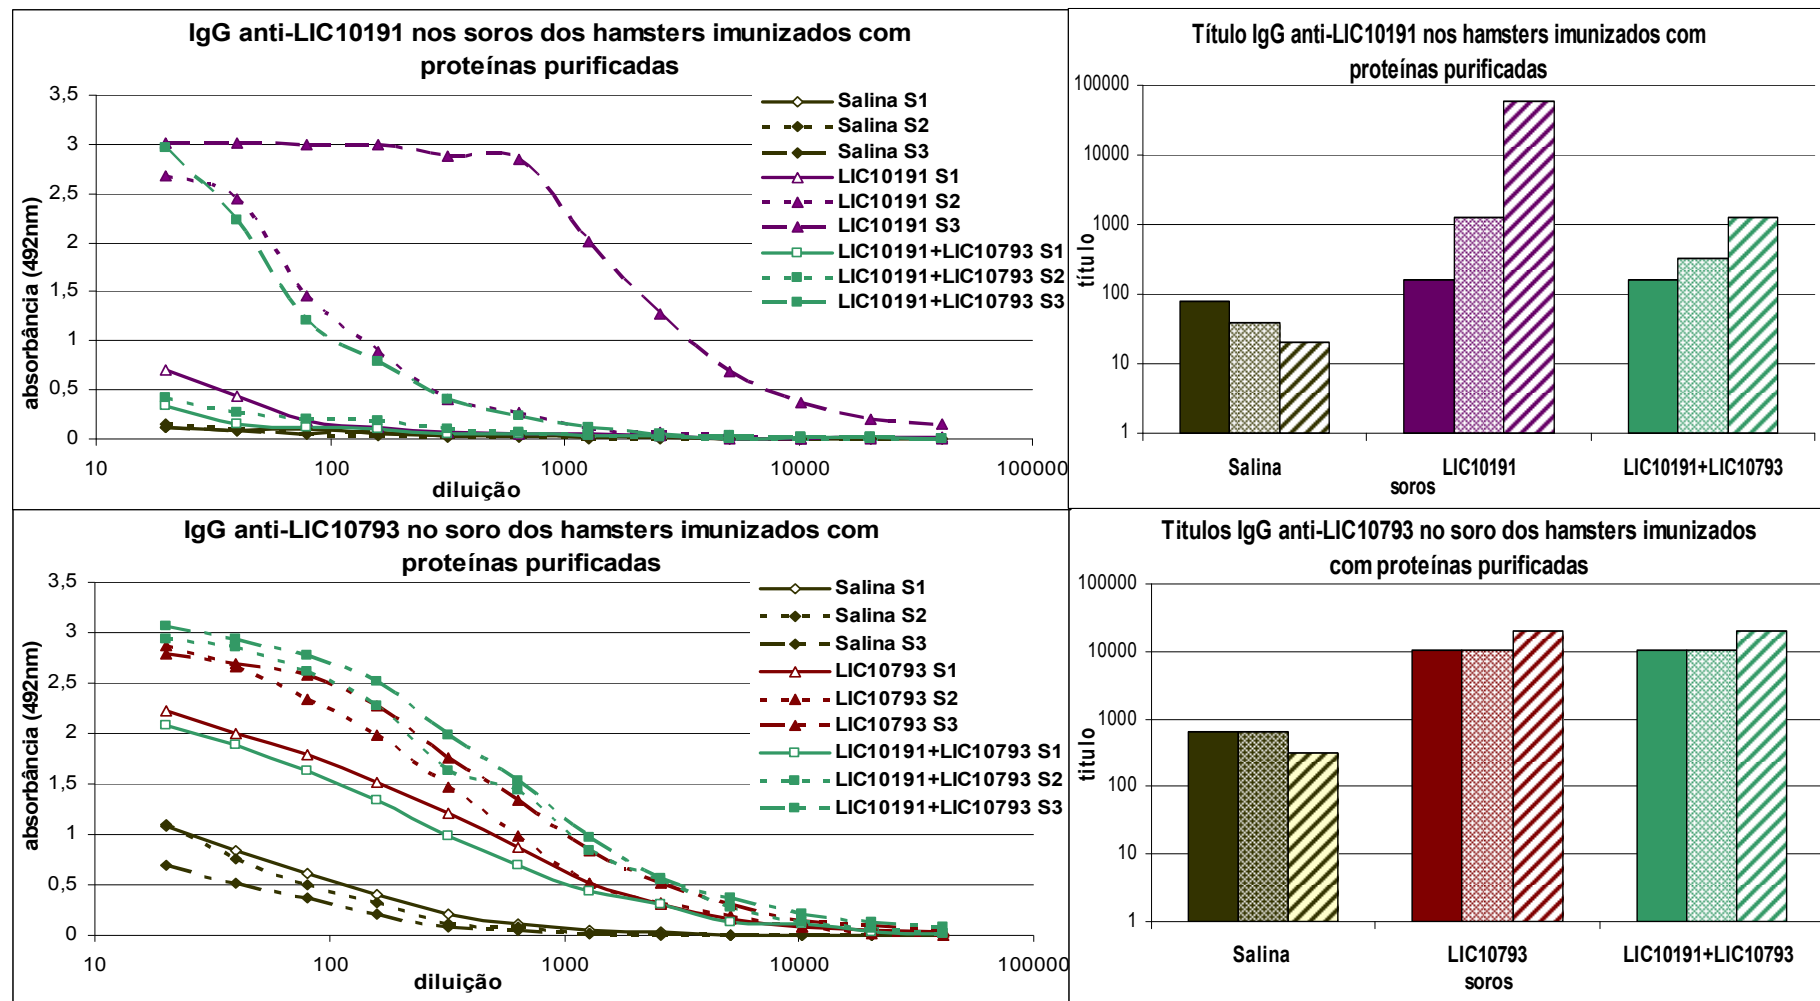 IgG anti-LIC10191 nos soros dos hamsters imunizados com
proteínas purificadas
3,5
3
2,5
2
1,5
1
0,5
0
absorbância (492nm)
10
100
1000
10000
100000
diluição
Salina S1
Salina S2
Salina S3
LIC10191 S1
LIC10191 S2
LIC10191 S3
LIC10191+LIC10793 S1
LIC10191+LIC10793 S2
LIC10191+LIC10793 S3
Título IgG anti-LIC10191 nos hamsters imunizados com
proteínas purificadas
100000
10000
1000
100
10
1
título
Salina
LIC10191
LIC10191+LIC10793
soros
IgG anti-LIC10793 no soro dos hamsters imunizados com
proteínas purificadas
3,5
3
2,5
2
1,5
1
0,5
0
absorbância (492nm)
10
100
1000
10000
100000
diluição
Salina S1
Salina S2
Salina S3
LIC10793 S1
LIC10793 S2
LIC10793 S3
LIC10191+LIC10793 S1
LIC10191+LIC10793 S2
LIC10191+LIC10793 S3
Titulos IgG anti-LIC10793 no soro dos hamsters imunizados
com proteínas purificadas
100000
10000
1000
100
10
1
título
Salina
LIC10793
LIC10191+LIC10793
soros